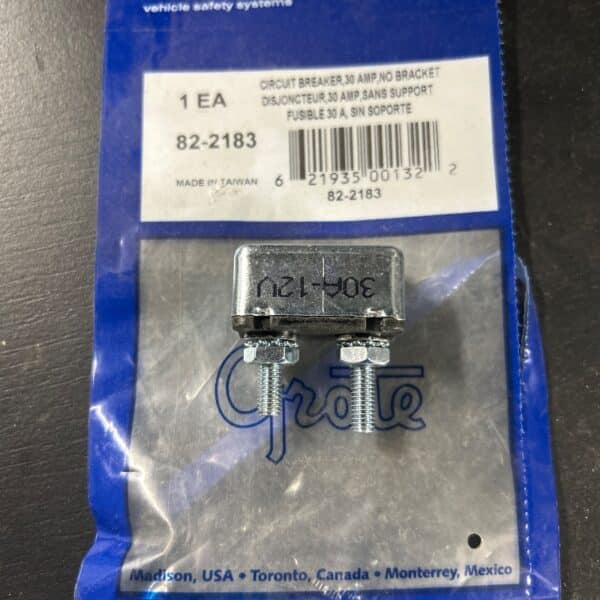 vehicle safety systems
1 EA
CIRCUIT BREAKER,30 AMP,NO BRACKET
DISJONCTEUR,30 AMP,SANS SUPPORT
FUSIBLE 30 A, SIN SOPORTE
82-2183
MADE IN TAIWAN
6 21935 00132 2
82-2183
30A-12V
Grote
Madison, USA • Toronto, Canada • Monterrey, Mexico